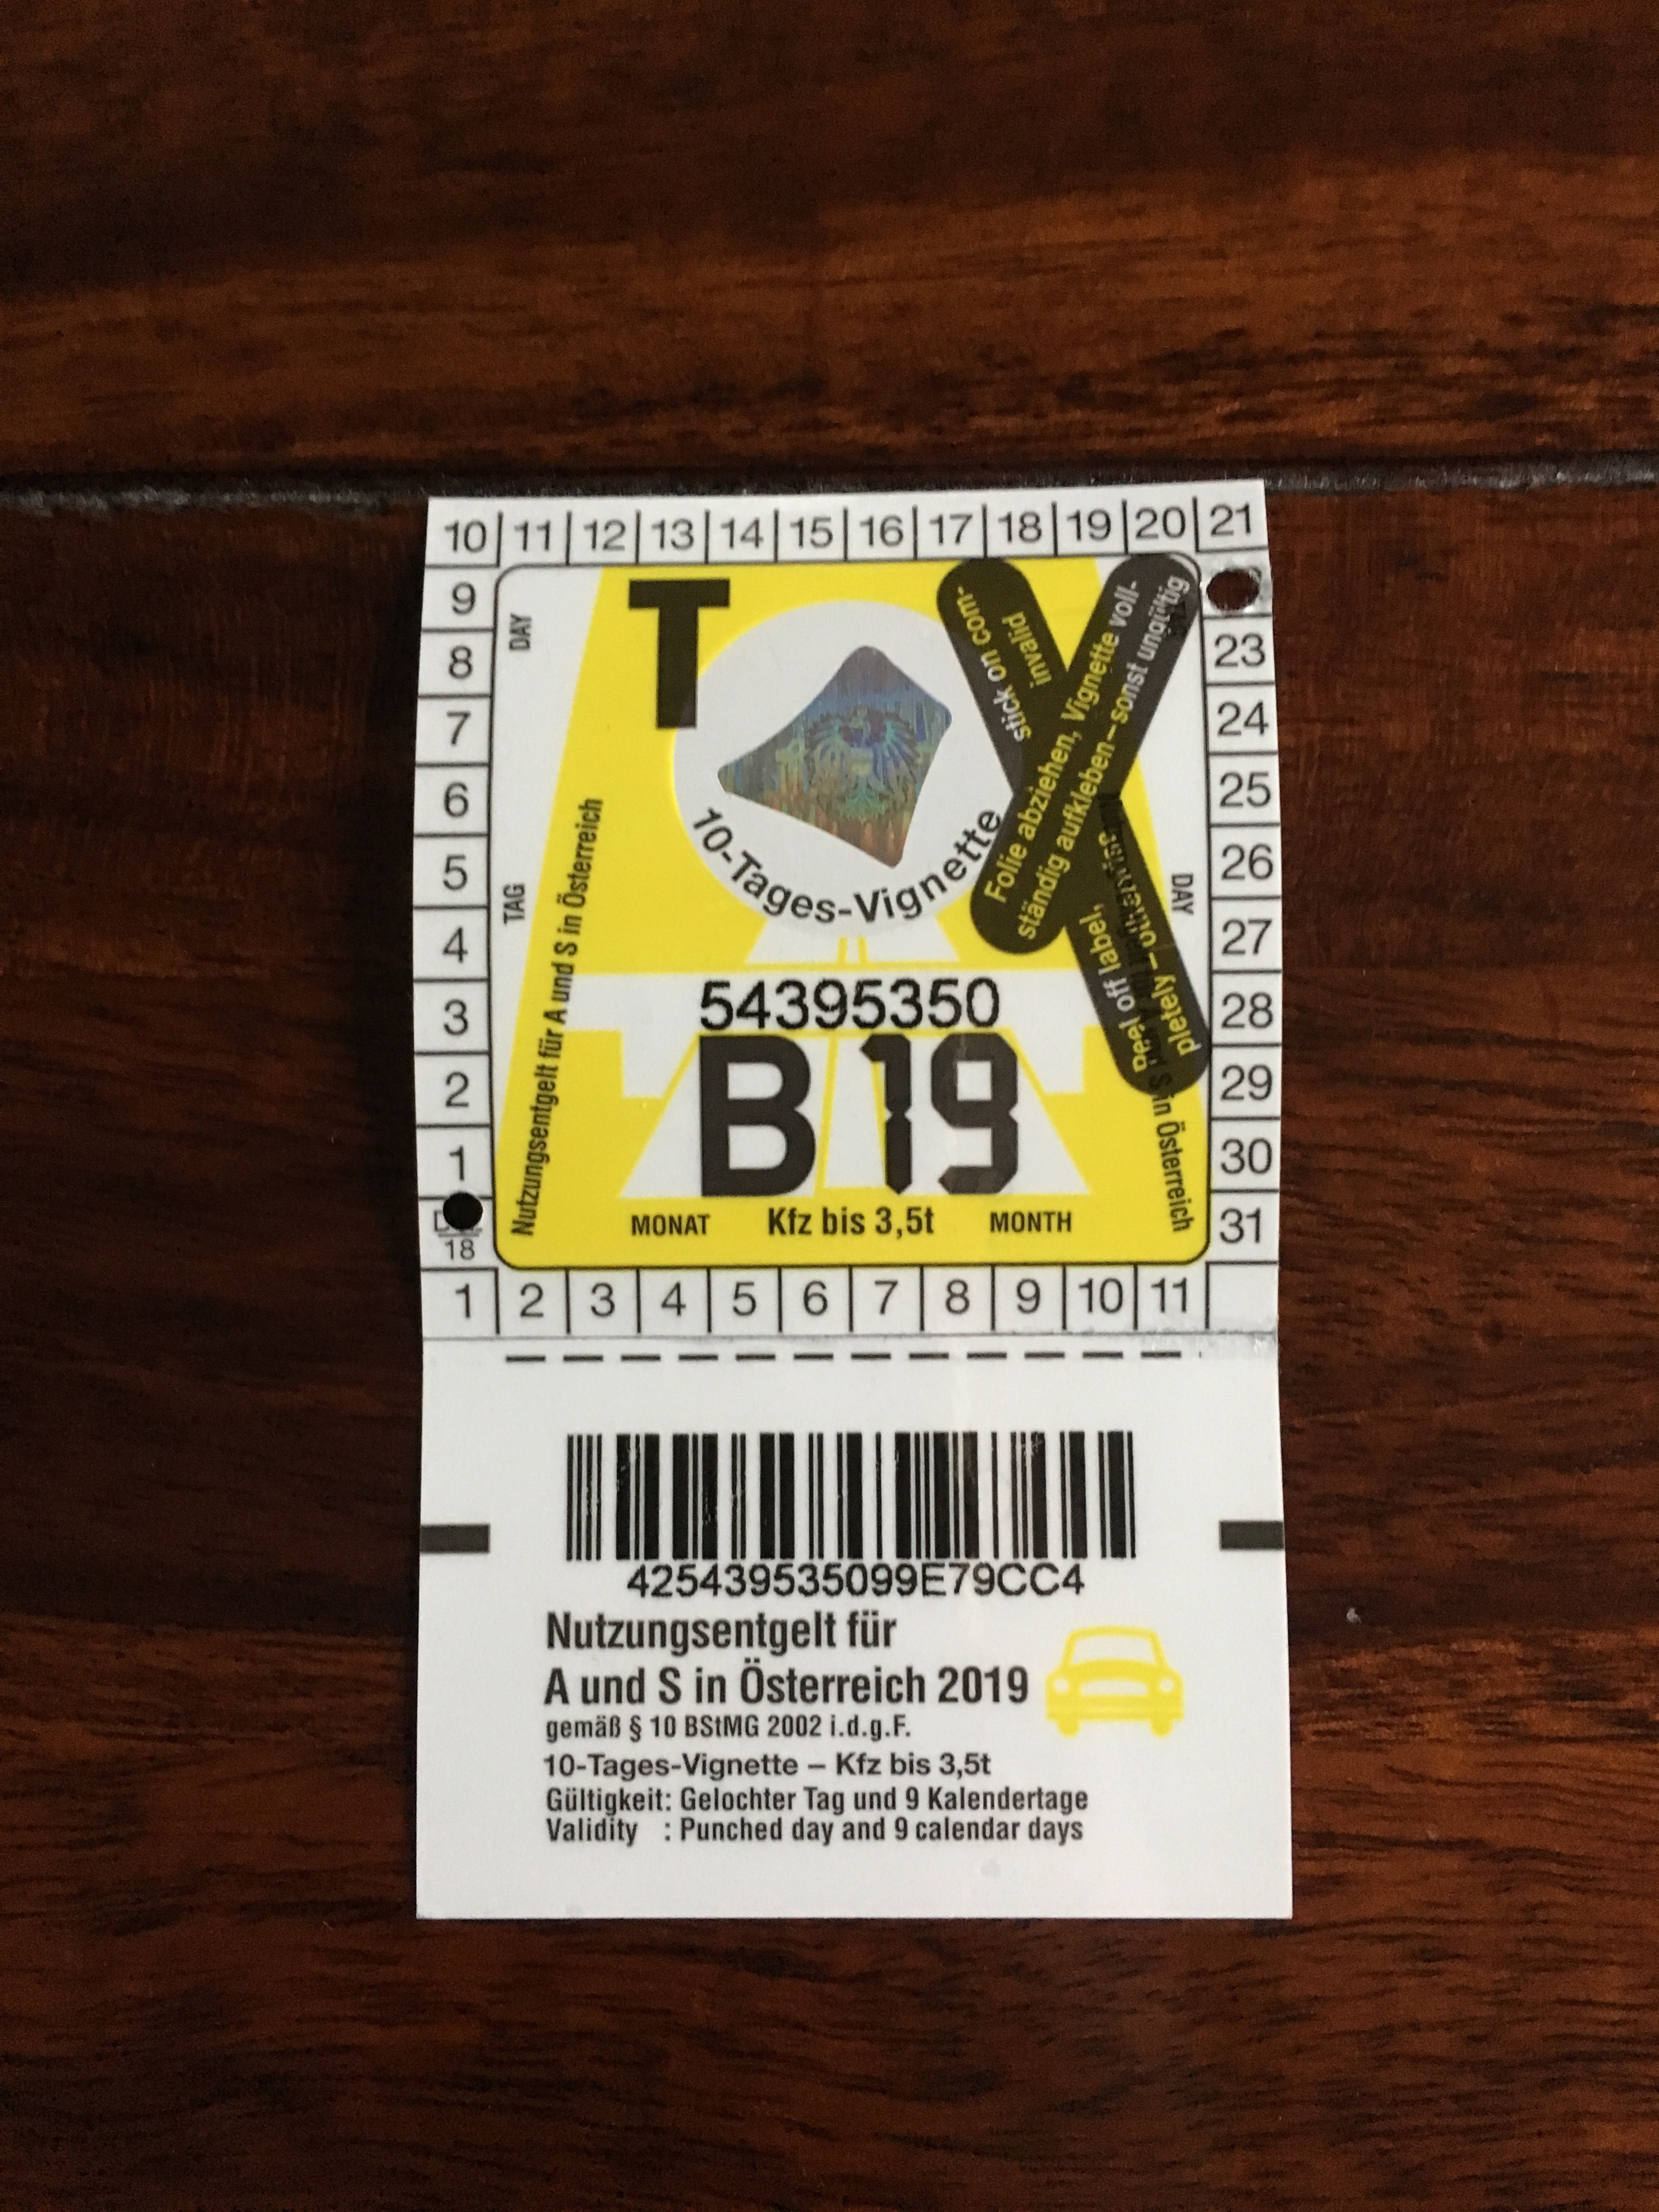 10 11 12 13 14 15 16 17 18 19 20 21
9
8
7
6
5
4
3
2
1
18
23
24
25
26
27
28
29
30
31
DAY
TAG
Nutzungsentgelt für A und S in Österreich
T
10-Tages-Vignette
stick on com-
invalid
Folie abziehen, Vignette voll-
ständig aufkleben – sonst ungültig
Peel off label,
pletely – otherwise
DAY
S in Österreich
54395350
B 19
MONAT Kfz bis 3,5t MONTH
1 2 3 4 5 6 7 8 9 10 11
425439535099E79CC4
Nutzungsentgelt für
A und S in Österreich 2019
gemäß § 10 BStMG 2002 i.d.g.F.
10-Tages-Vignette – Kfz bis 3,5t
Gültigkeit: Gelochter Tag und 9 Kalendertage
Validity : Punched day and 9 calendar days